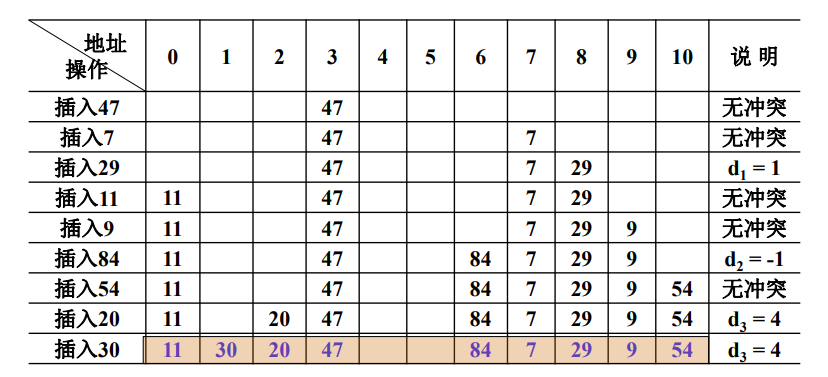 地址 操作 0 1 2 3 4 5 6 7 8 9 10 说 明
插入47 47 无冲突
插入7 47 7 无冲突
插入29 47 7 29 d₁ = 1
插入11 11 47 7 29 无冲突
插入9 11 47 7 29 9 无冲突
插入84 11 47 84 7 29 9 d₂ = -1
插入54 11 47 84 7 29 9 54 无冲突
插入20 11 20 47 84 7 29 9 54 d₃ = 4
插入30 11 30 20 47 84 7 29 9 54 d₃ = 4